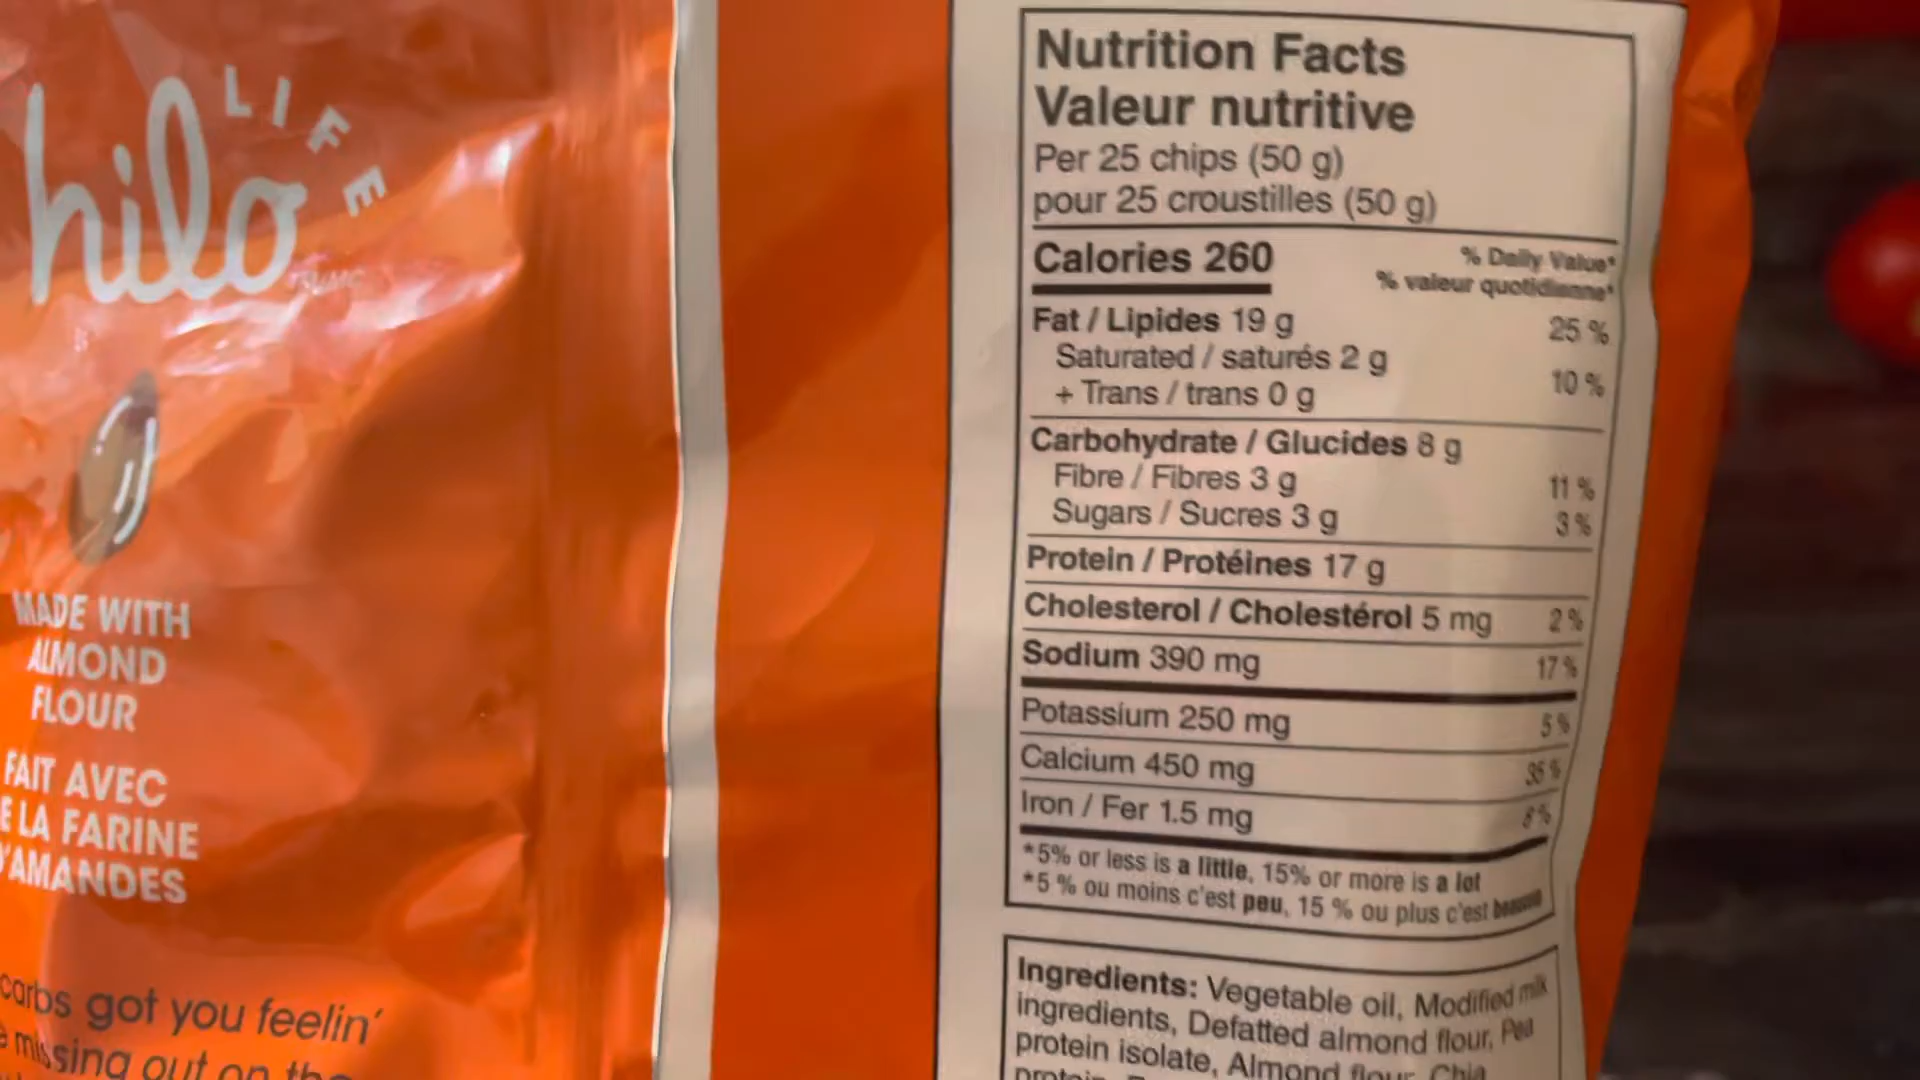 hilo
LIFE
MADE WITH
ALMOND
FLOUR
FAIT AVEC
LA FARINE
D'AMANDES
carbs got you feelin'
missing out on the
Nutrition Facts
Valeur nutritive
Per 25 chips (50 g)
pour 25 croustilles (50 g)
Calories 260
% Daily Value*
% valeur quotidienne*
Fat / Lipides 19 g 25 %
Saturated / saturés 2 g
+ Trans / trans 0 g 10 %
Carbohydrate / Glucides 8 g
Fibre / Fibres 3 g 11 %
Sugars / Sucres 3 g 3 %
Protein / Protéines 17 g
Cholesterol / Cholestérol 5 mg 2 %
Sodium 390 mg 17 %
Potassium 250 mg 5 %
Calcium 450 mg 35 %
Iron / Fer 1.5 mg 8 %
*5% or less is a little, 15% or more is a lot
*5 % ou moins c'est peu, 15 % ou plus c'est beaucoup
Ingredients: Vegetable oil, Modified milk
ingredients, Defatted almond flour, Pea
protein isolate, Almond flour, Chia
protein